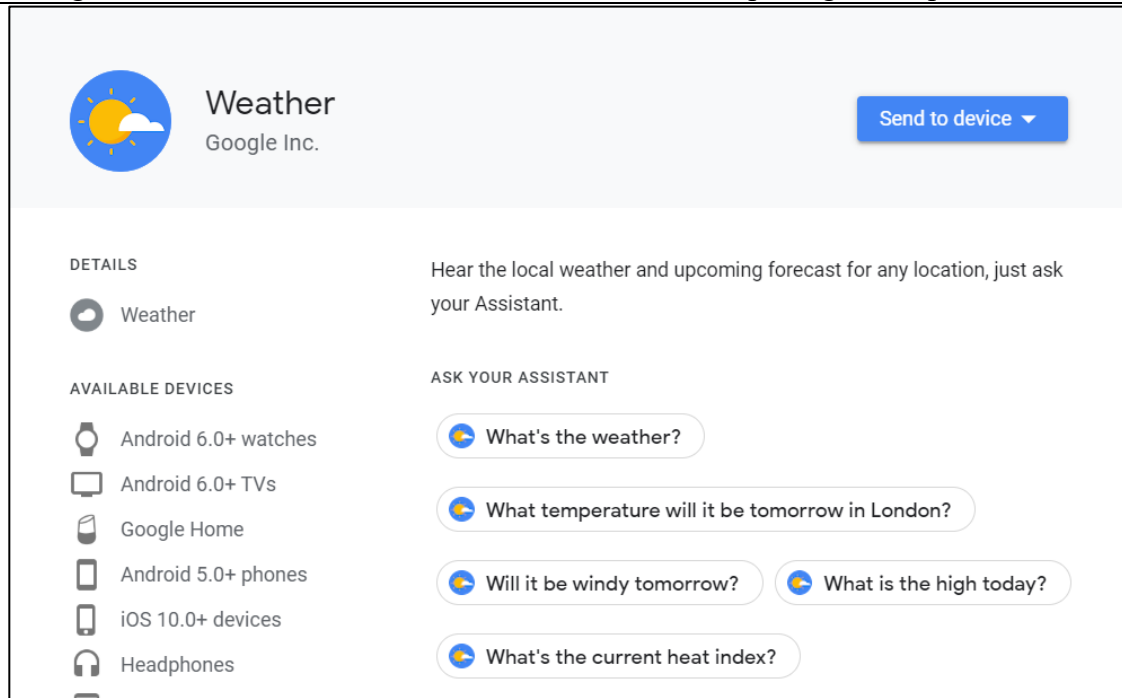 Weather
Google Inc.
Send to device
DETAILS
Weather
AVAILABLE DEVICES
Android 6.0+ watches
Android 6.0+ TVs
Google Home
Android 5.0+ phones
iOS 10.0+ devices
Headphones
Hear the local weather and upcoming forecast for any location, just ask
your Assistant.
ASK YOUR ASSISTANT
What's the weather?
What temperature will it be tomorrow in London?
Will it be windy tomorrow?
What is the high today?
What's the current heat index?